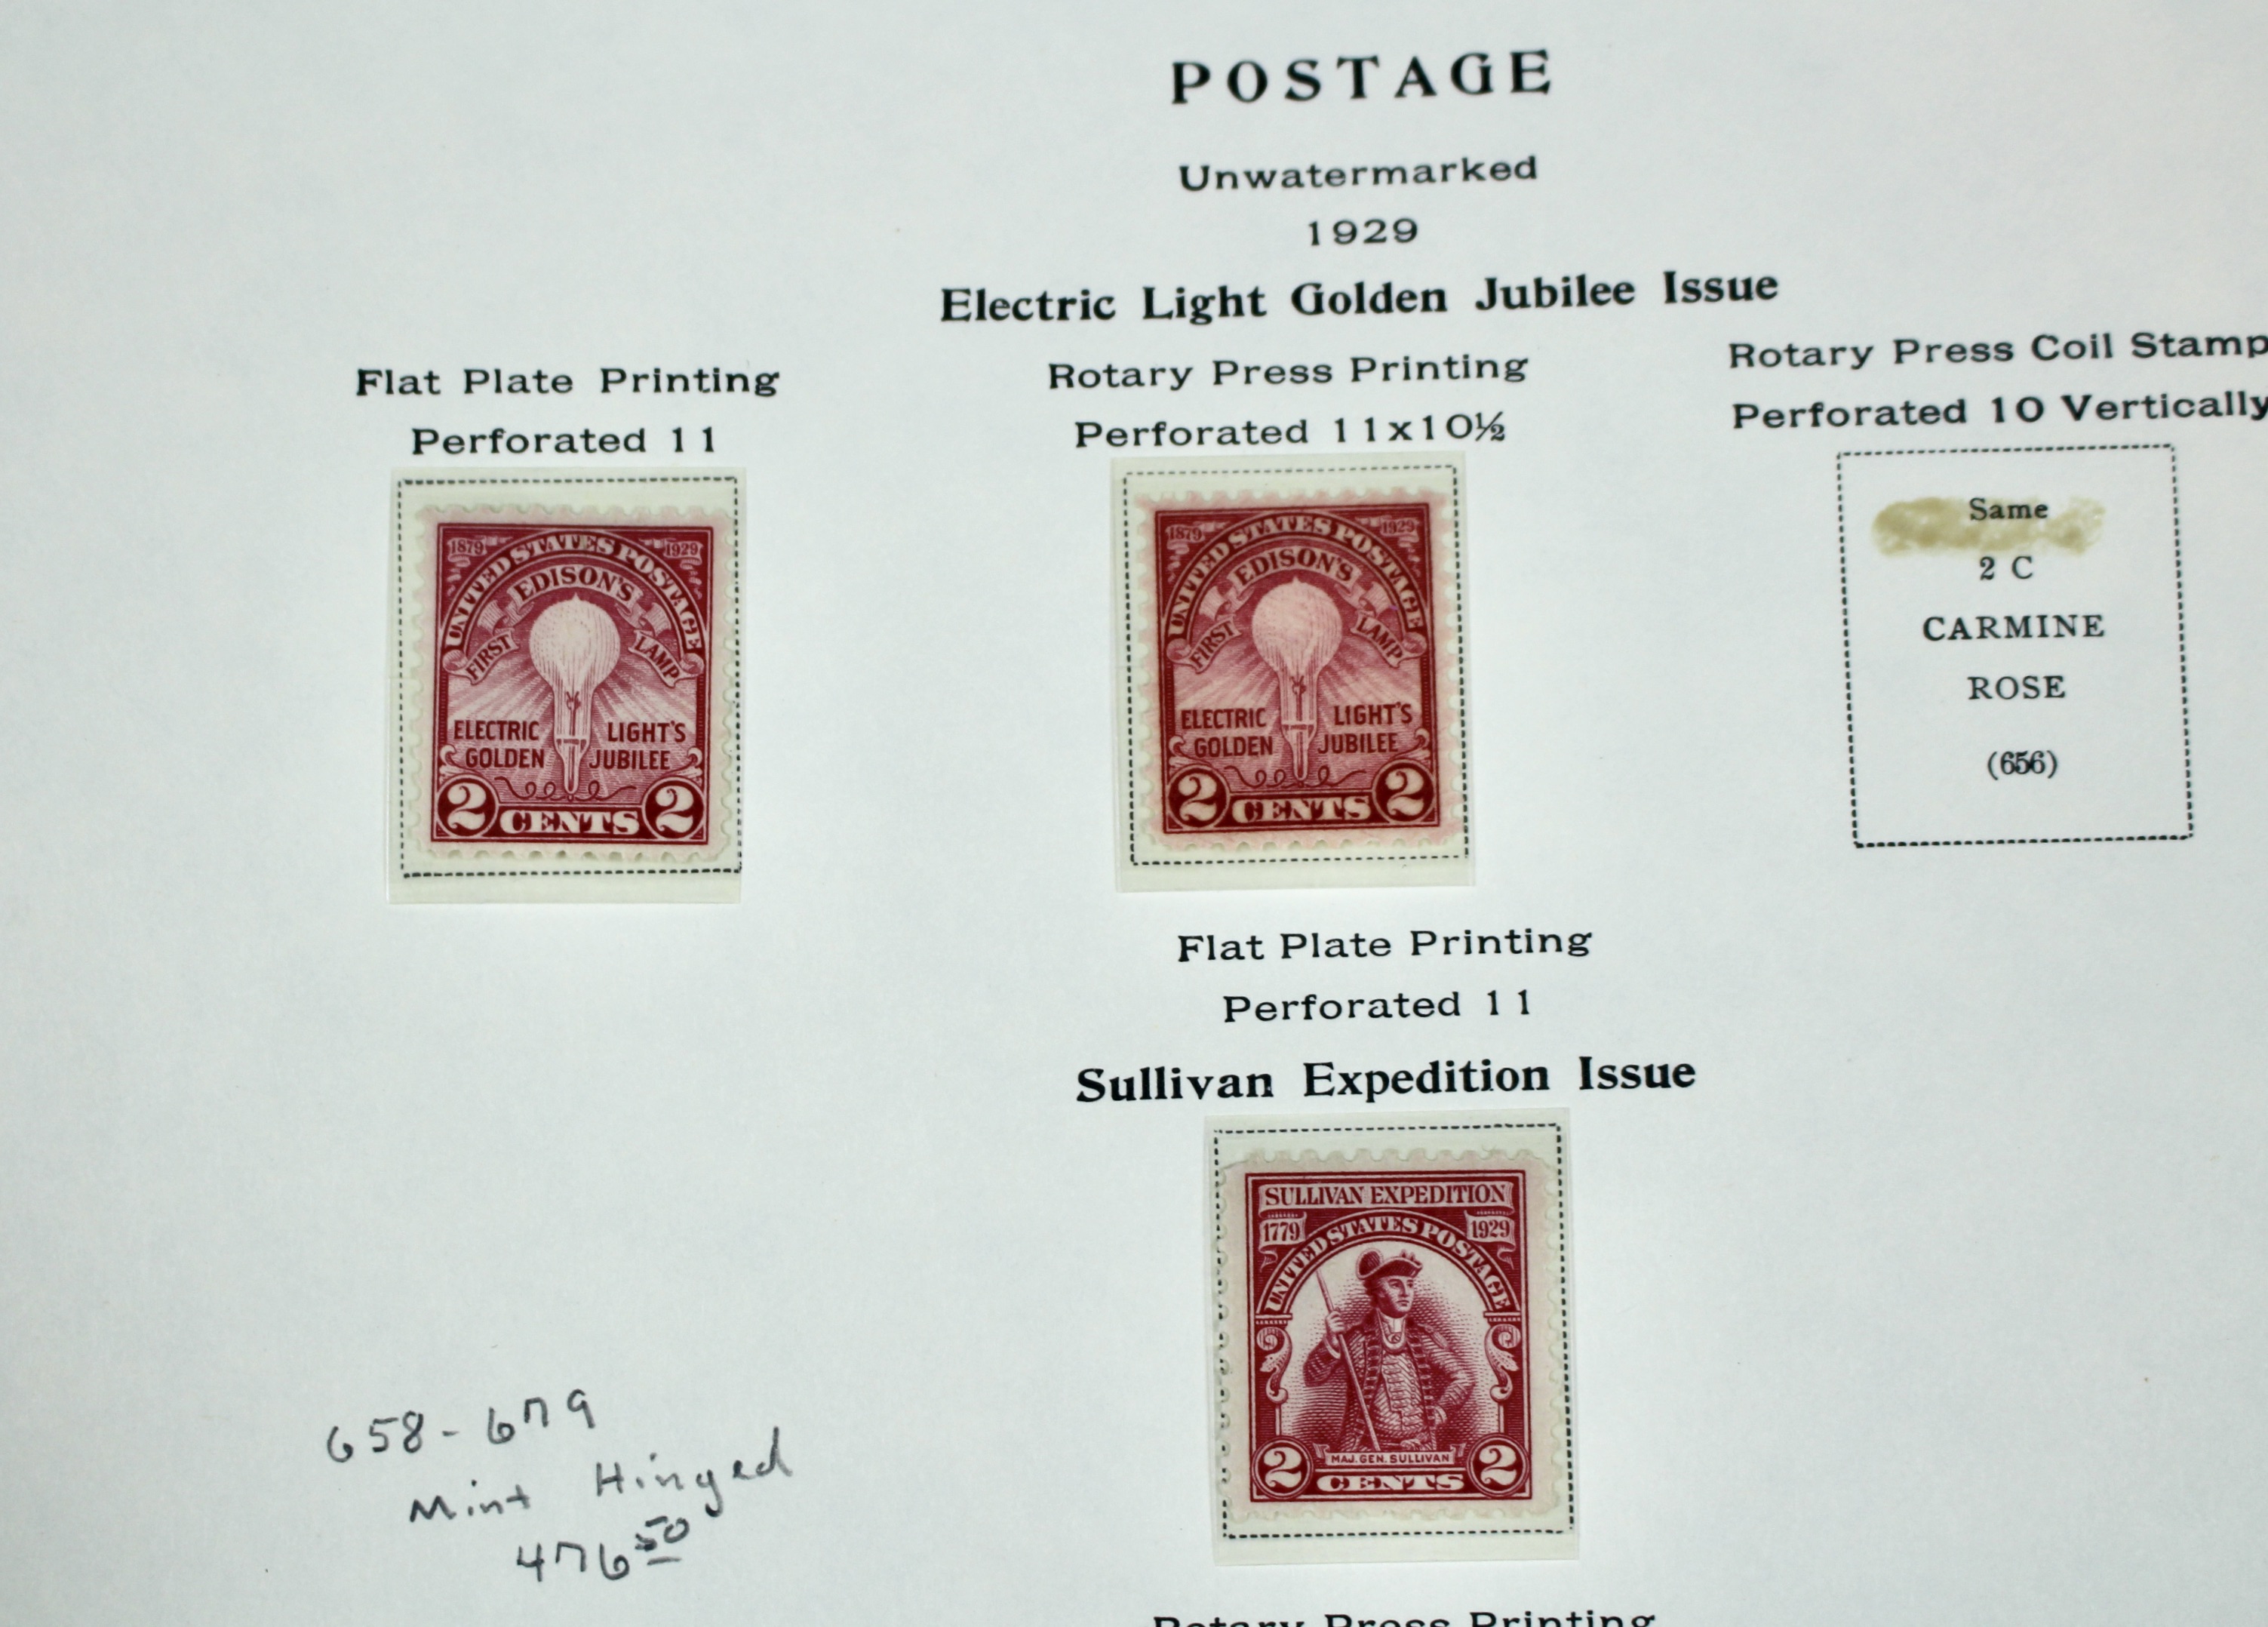 POSTAGE
Unwatermarked
1929
Electric Light Golden Jubilee Issue
Flat Plate Printing
Perforated 11
1879 1929
UNITED STATES POSTAGE
EDISON'S
FIRST LAMP
ELECTRIC LIGHT'S
GOLDEN JUBILEE
2 CENTS 2
Rotary Press Printing
Perforated 11x10½
1879 1929
UNITED STATES POSTAGE
EDISON'S
FIRST LAMP
ELECTRIC LIGHT'S
GOLDEN JUBILEE
2 CENTS 2
Rotary Press Coil Stamp
Perforated 10 Vertically
Same
2 C
CARMINE
ROSE
(656)
Flat Plate Printing
Perforated 11
Sullivan Expedition Issue
SULLIVAN EXPEDITION
1779 1929
UNITED STATES POSTAGE
MAJ. GEN. SULLIVAN
2 CENTS 2
658-679
Mint Hinged
476 50
Rotary Press Printing